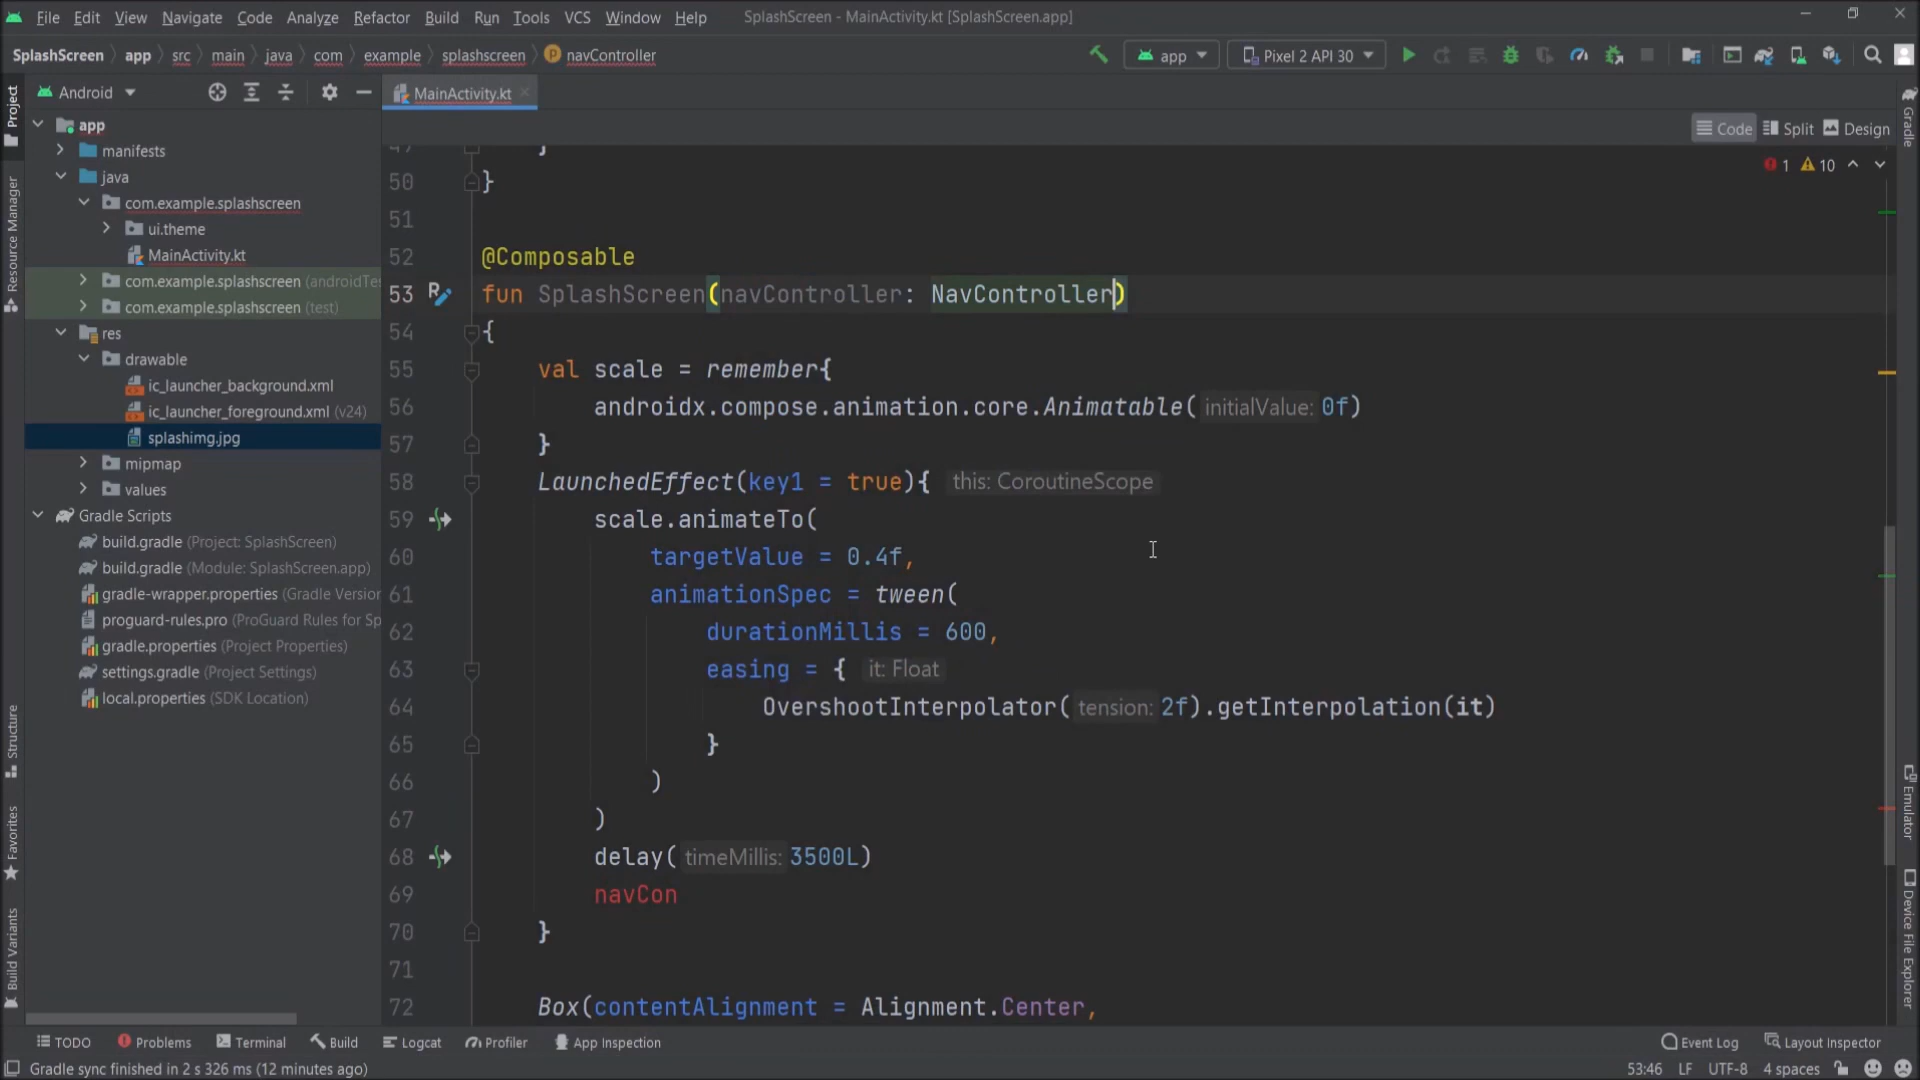 File Edit View Navigate Code Analyze Refactor Build Run Tools VCS Window Help SplashScreen - MainActivity.kt [SplashScreen.app]
SplashScreen app src main java com example splashscreen navController app Pixel 2 API 30
Android
MainActivity.kt
Code Split Design
1 10
Project
Resource Manager
Structure
Favorites
Build Variants
app
manifests
java
com.example.splashscreen
ui.theme
MainActivity.kt
com.example.splashscreen (androidTe
com.example.splashscreen (test)
res
drawable
ic_launcher_background.xml
ic_launcher_foreground.xml (v24)
splashimg.jpg
mipmap
values
Gradle Scripts
build.gradle (Project: SplashScreen)
build.gradle (Module: SplashScreen.app)
gradle-wrapper.properties (Gradle Version
proguard-rules.pro (ProGuard Rules for Sp
gradle.properties (Project Properties)
settings.gradle (Project Settings)
local.properties (SDK Location)
49 }
50 }
51
52 @Composable
53 fun SplashScreen(navController: NavController)
54 {
55 val scale = remember{
56 androidx.compose.animation.core.Animatable( initialValue: 0f)
57 }
58 LaunchedEffect(key1 = true){ this: CoroutineScope
59 scale.animateTo(
60 targetValue = 0.4f,
61 animationSpec = tween(
62 durationMillis = 600,
63 easing = { it: Float
64 OvershootInterpolator( tension: 2f).getInterpolation(it)
65 }
66 )
67 )
68 delay( timeMillis: 3500L)
69 navCon
70 }
71
72 Box(contentAlignment = Alignment.Center,
Gradle
Emulator
Device File Explorer
TODO Problems Terminal Build Logcat Profiler App Inspection Event Log Layout Inspector
Gradle sync finished in 2 s 326 ms (12 minutes ago) 53:46 LF UTF-8 4 spaces